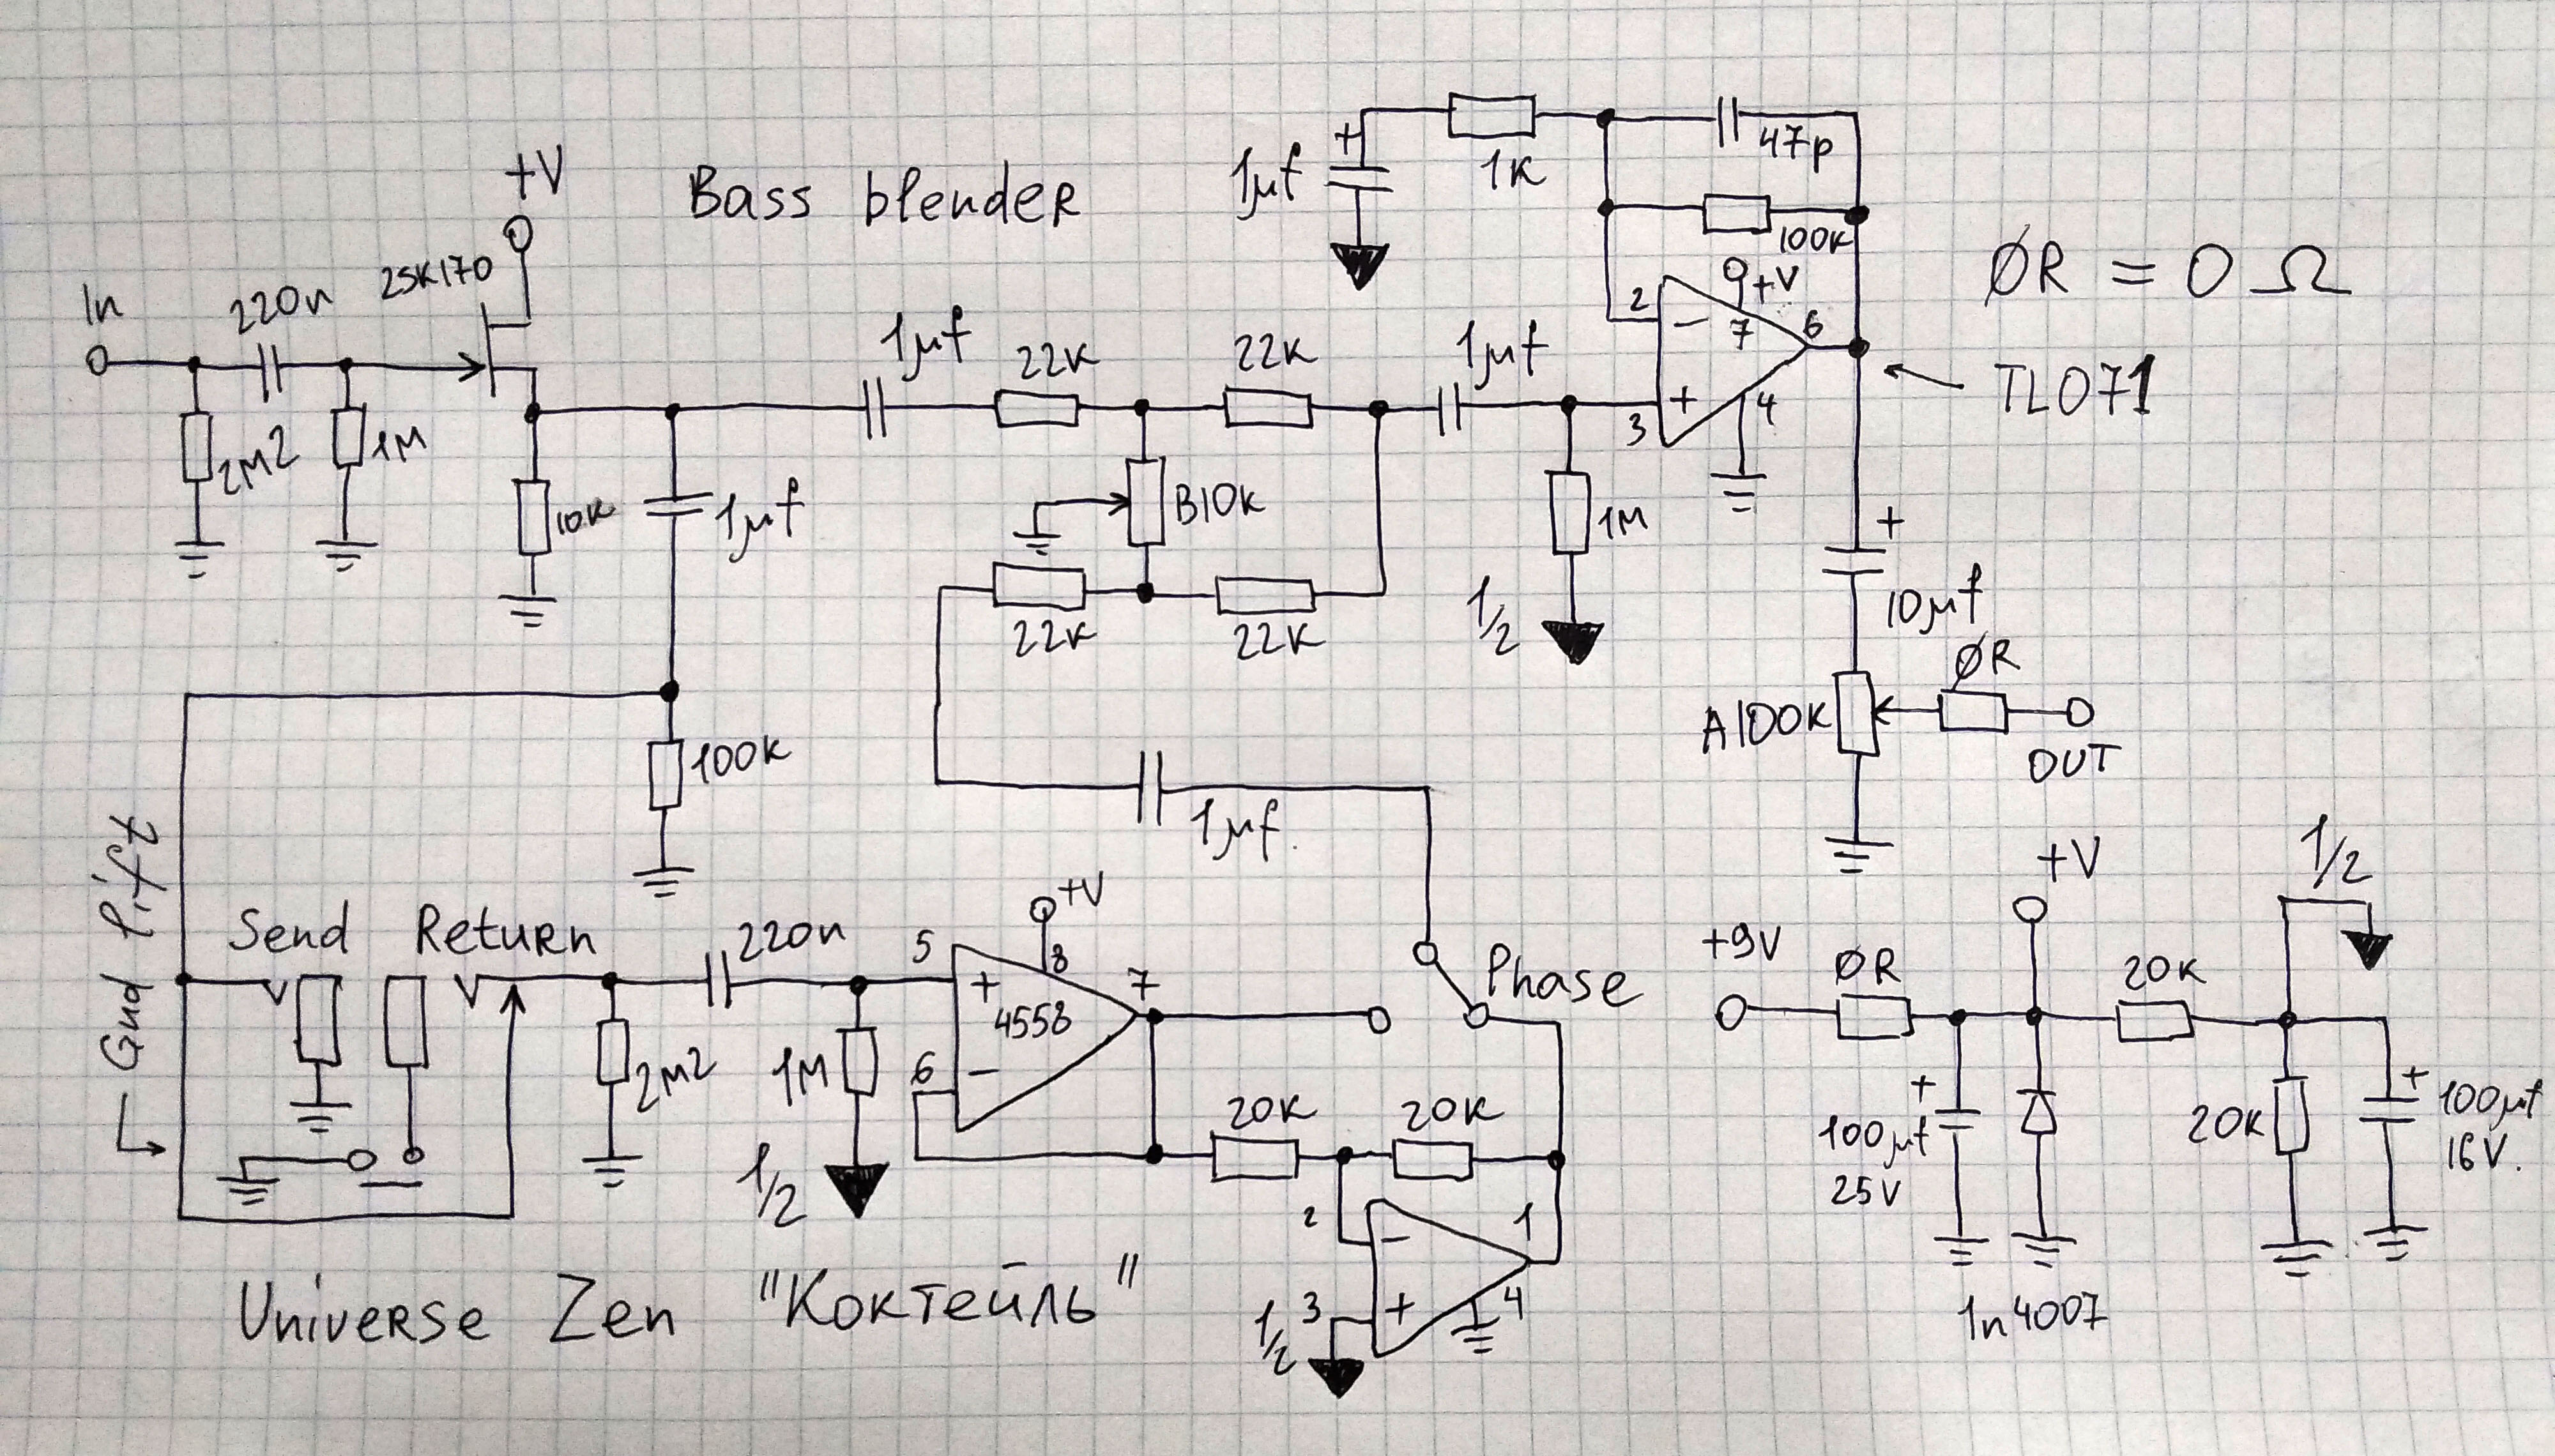 Bass blender
+V
In
220n
2SK170
2M2
1M
10K
1µf
1µf
22K
22K
B10K
22K
22K
1µf
1µf
1K
47p
100K
+V
2
7
6
3
4
ØR = 0 Ω
TL071
1M
1/2
+
10µf
A100K
ØR
OUT
100K
1µf.
Gnd lift
Send
Return
2M2
220n
1M
1/2
5
+V
8
7
4558
6
Phase
20K
20K
2
1
3
4
1/2
+9V
ØR
+V
20K
1/2
+
100µf
25V
1n4007
20K
+
100µf
16V.
Universe Zen "Коктейль"